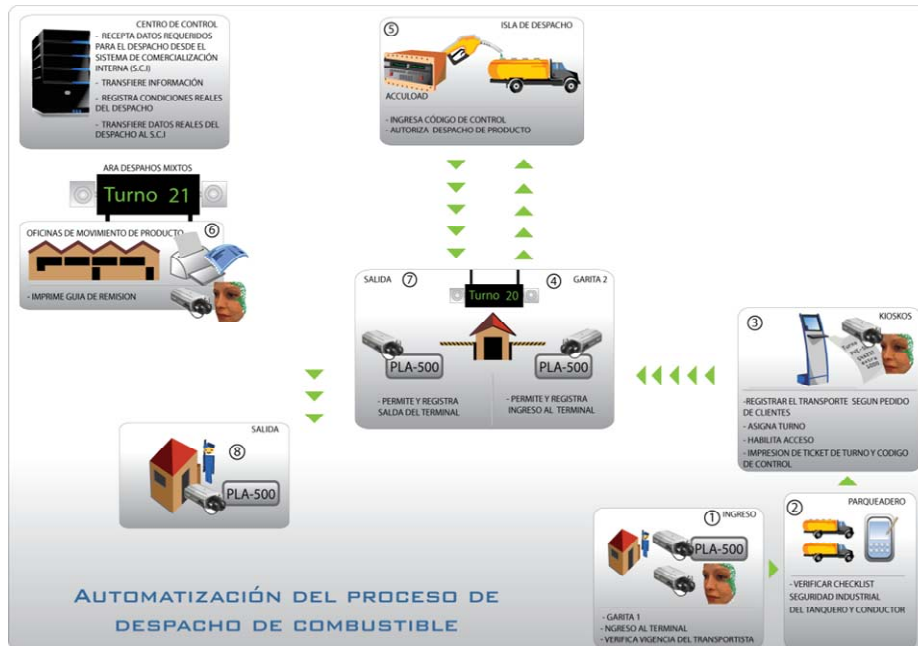 CENTRO DE CONTROL
- RECEPTA DATOS REQUERIDOS
PARA EL DESPACHO DESDE EL
SISTEMA DE COMERCIALIZACIÓN
INTERNA (S.C.I)
- TRANSFIERE INFORMACIÓN
- REGISTRA CONDICIONES REALES
DEL DESPACHO
- TRANSFIERE DATOS REALES DEL
DESPACHO AL S.C.I
5
ISLA DE DESPACHO
ACCULOAD
- INGRESA CÓDIGO DE CONTROL
- AUTORIZA DESPACHO DE PRODUCTO
ARA DESPAHOS MIXTOS
Turno 21
OFICINAS DE MOVIMIENTO DE PRODUCTO
6
- IMPRIME GUIA DE REMISION
SALIDA
7
4
GARITA 2
Turno 20
PLA-500
PLA-500
- PERMITE Y REGISTRA
SALDA DEL TERMINAL
- PERMITE Y REGISTRA
INGRESO AL TERMINAL
3
KIOSKOS
Turno
-REGISTRAR EL TRANSPORTE SEGUN PEDIDO
DE CLIENTES
- ASIGNA TURNO
- HABILITA ACCESO
- IMPRESION DE TICKET DE TURNO Y CODIGO
DE CONTROL
SALIDA
8
PLA-500
1
INGRESO
PLA-500
- GARITA 1
- NGRESO AL TERMINAL
- VERIFICA VIGENCIA DEL TRANSPORTISTA
PARQUEADERO
2
- VERIFICAR CHECKLIST
SEGURIDAD INDUSTRIAL
DEL TANQUERO Y CONDUCTOR
AUTOMATIZACIÓN DEL PROCESO DE
DESPACHO DE COMBUSTIBLE